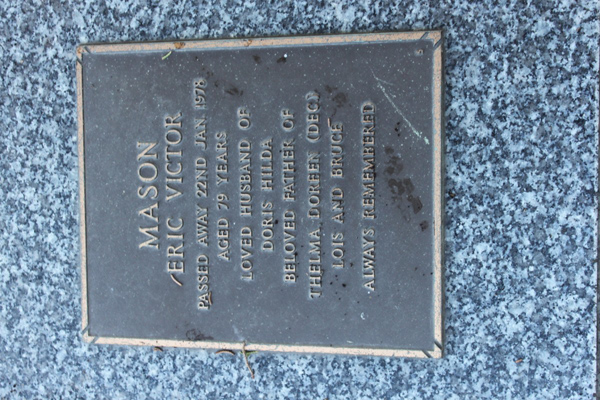 MASON
ERIC VICTOR
PASSED AWAY 22ND JAN. 1978
AGED 79 YEARS
LOVED HUSBAND OF
DORIS HILDA
BELOVED FATHER OF
THELMA, DOREEN (DEC),
LOIS AND BRUCE
ALWAYS REMEMBERED